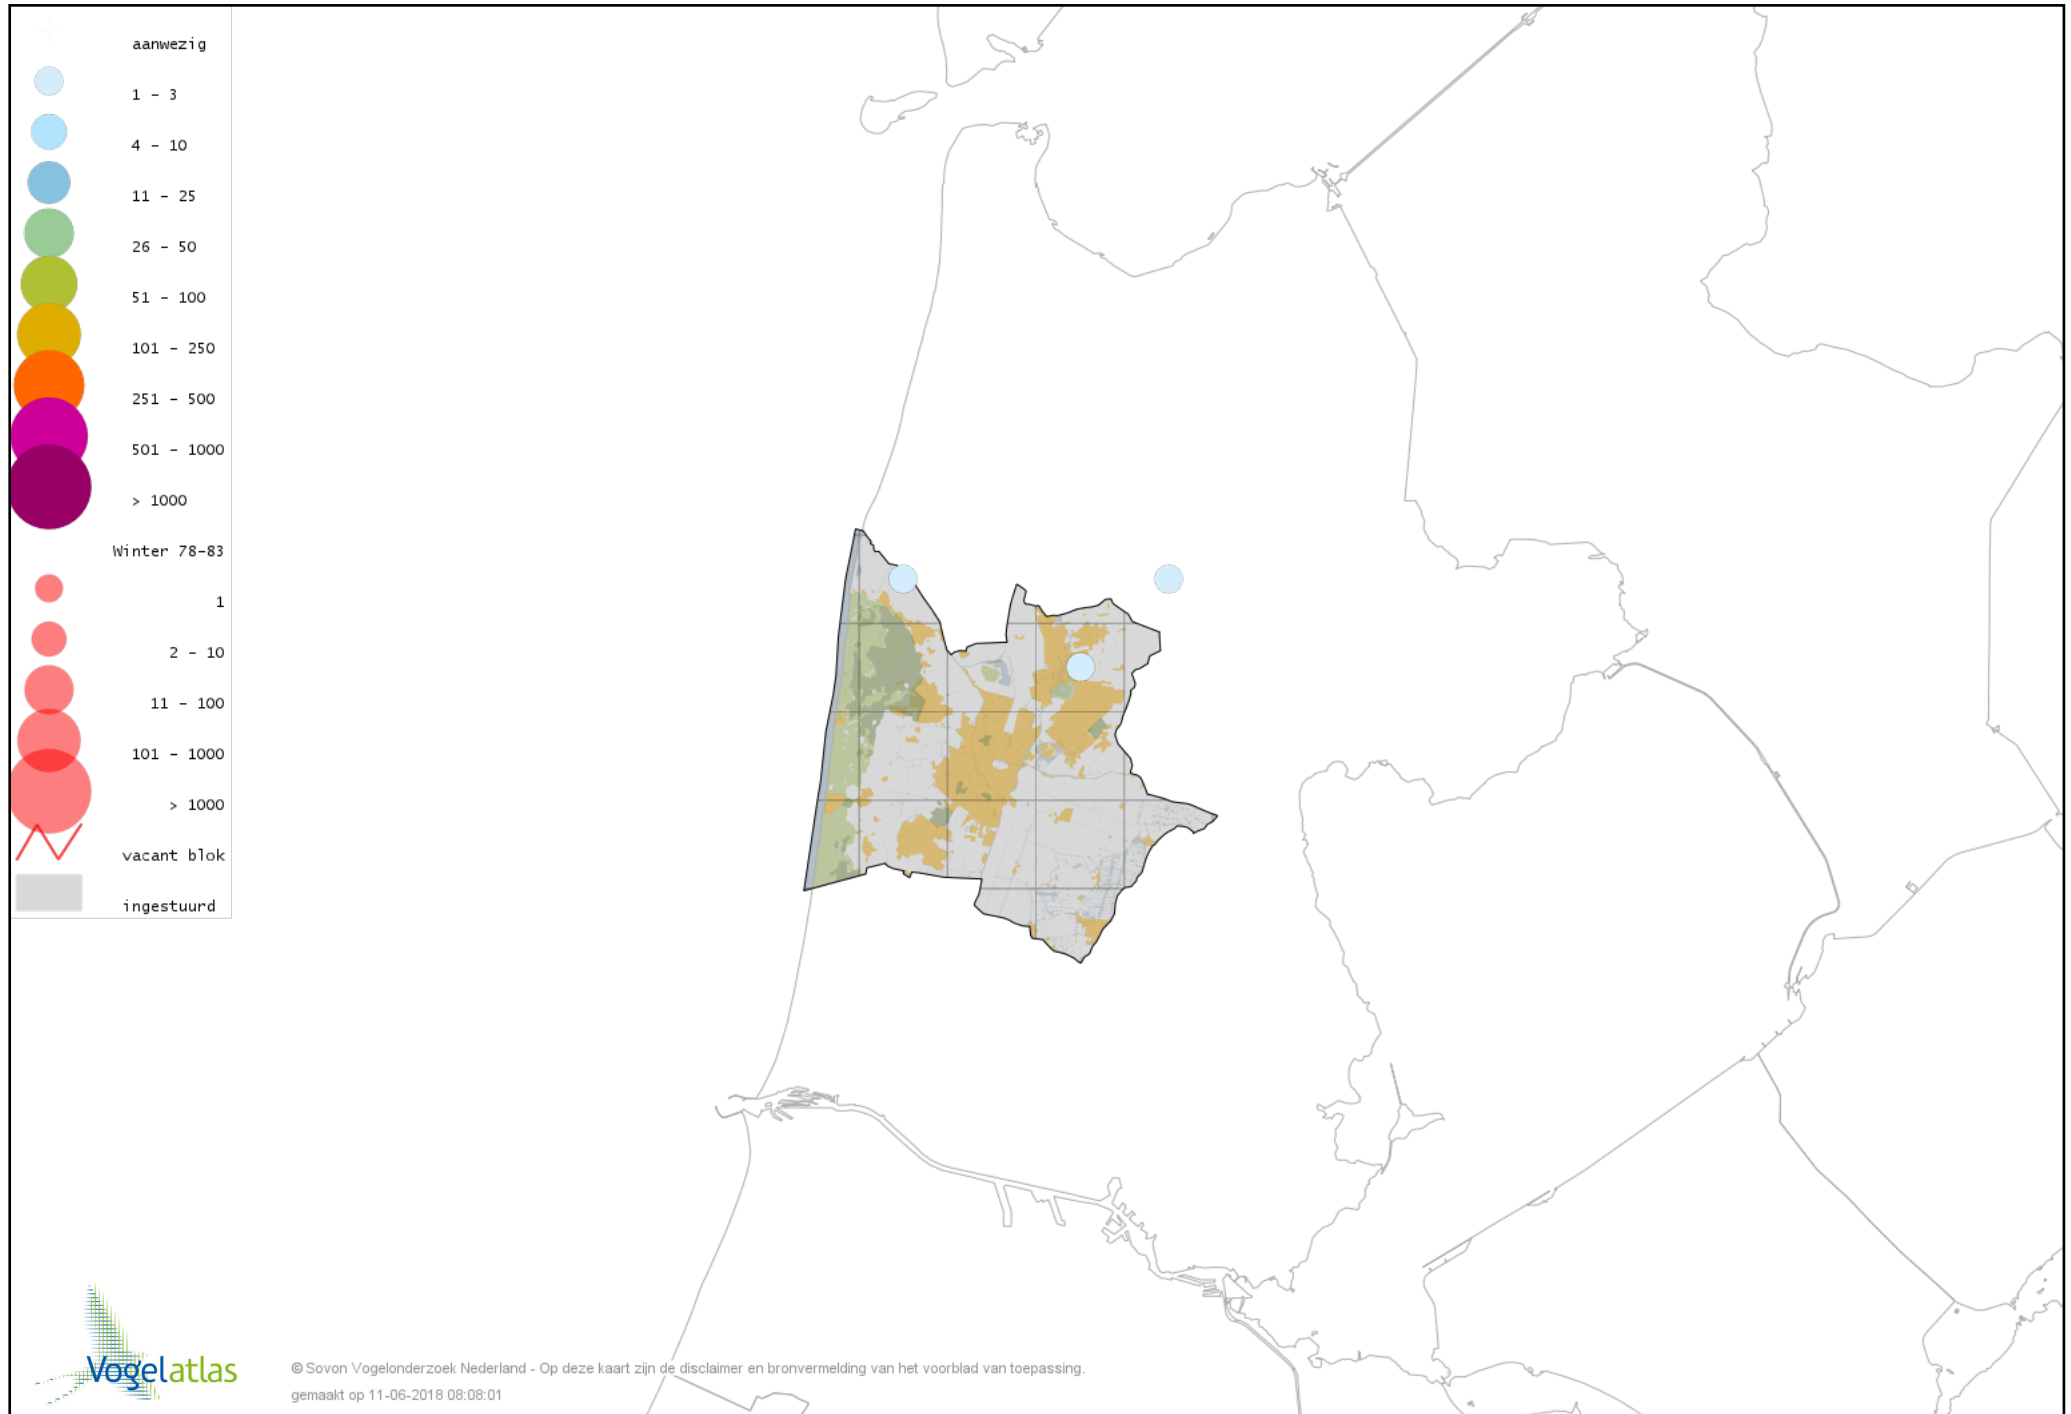 aanwezig
1 - 3
4 - 10
11 - 25
26 - 50
51 - 100
101 - 250
251 - 500
501 - 1000
> 1000
Winter 78-83
1
2 - 10
11 - 100
101 - 1000
> 1000
vacant blok
ingestuurd
Vogelatlas
© Sovon Vogelonderzoek Nederland - Op deze kaart zijn de disclaimer en bronvermelding van het voorblad van toepassing.
gemaakt op 11-06-2018 08:08:01